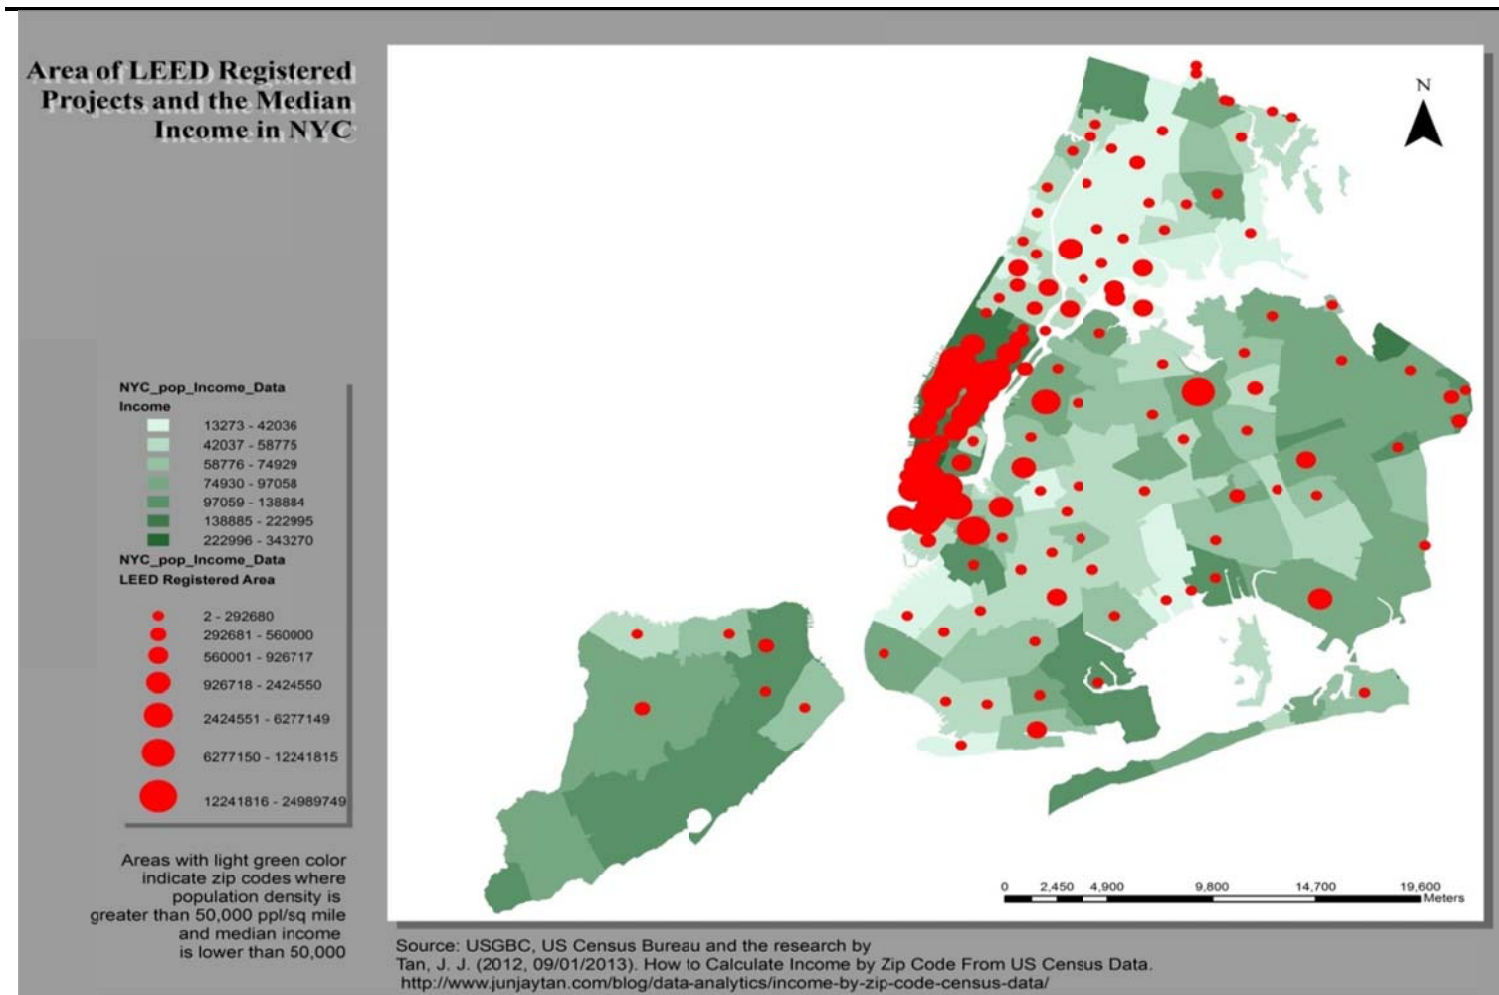 Area of LEED Registered
Projects and the Median
Income in NYC
N
NYC_pop_Income_Data
Income
13273 - 42036
42037 - 58775
58776 - 74929
74930 - 97058
97059 - 138884
138885 - 222995
222996 - 343270
NYC_pop_Income_Data
LEED Registered Area
2 - 292680
292681 - 560000
560001 - 926717
926718 - 2424550
2424551 - 6277149
6277150 - 12241815
12241816 - 24989749
Areas with light green color
indicate zip codes where
population density is
greater than 50,000 ppl/sq mile
and median income
is lower than 50,000
0 2,450 4,900 9,800 14,700 19,600
Meters
Source: USGBC, US Census Bureau and the research by
Tan, J. J. (2012, 09/01/2013). How to Calculate Income by Zip Code From US Census Data.
http://www.junjaytan.com/blog/data-analytics/income-by-zip-code-census-data/